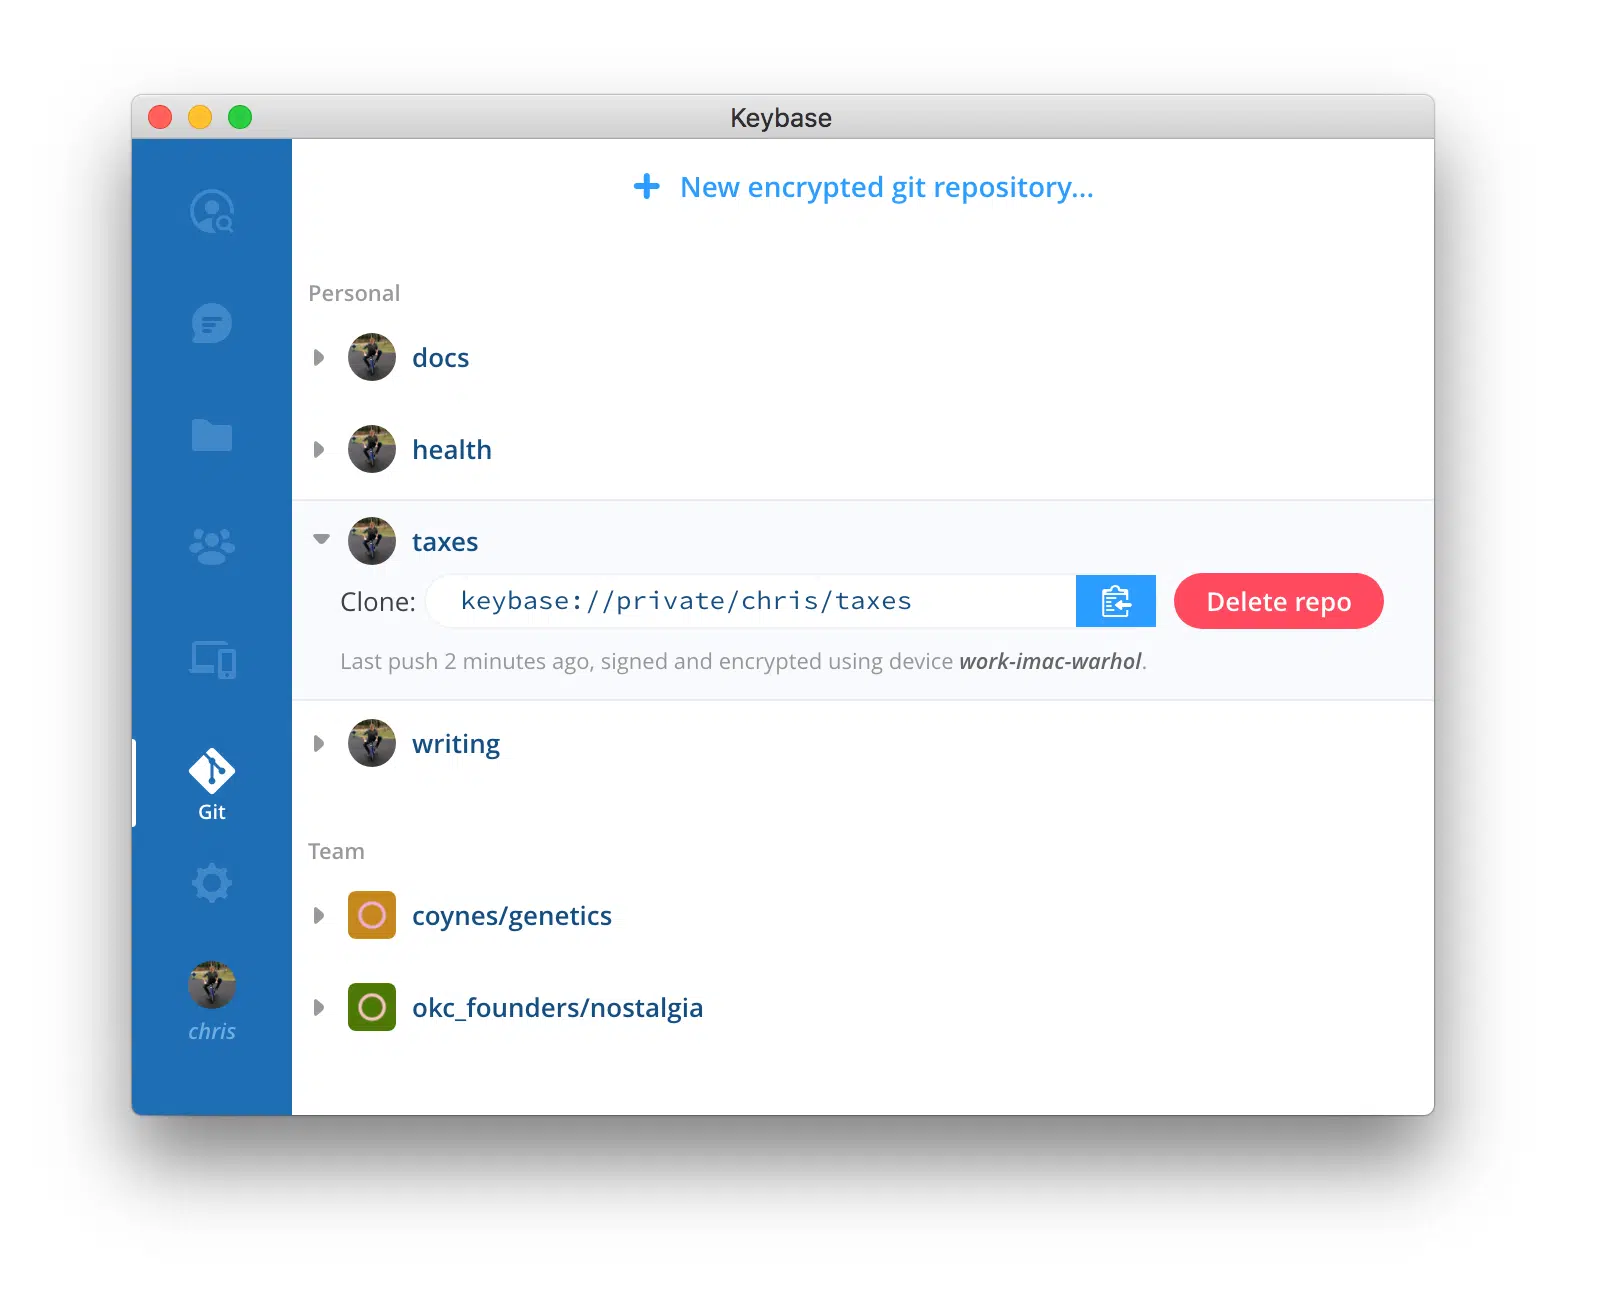 Keybase
New encrypted git repository...
Personal
docs
health
taxes
Clone: keybase://private/chris/taxes Delete repo
Last push 2 minutes ago, signed and encrypted using device work-imac-warhol.
writing
Git
Team
coynes/genetics
okc_founders/nostalgia
chris